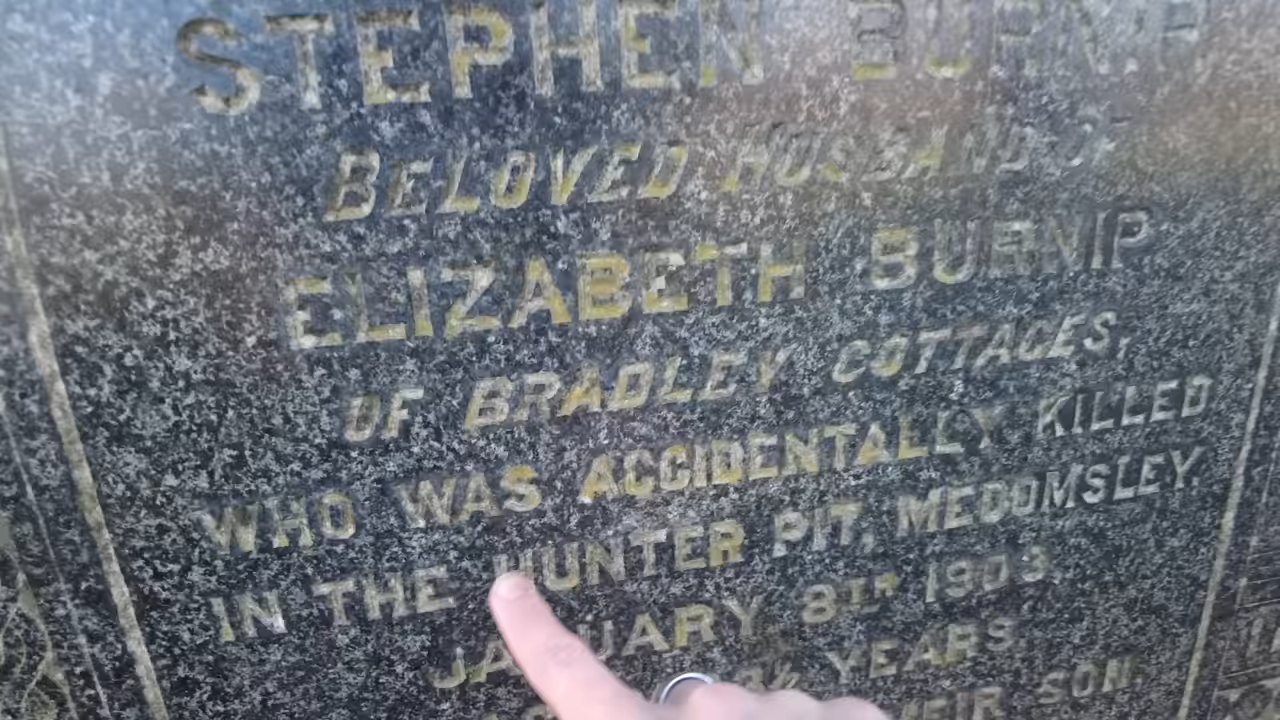 STEPHEN BURNIP
BELOVED HUSBAND OF
ELIZABETH BURNIP
OF BRADLEY COTTAGES,
WHO WAS ACCIDENTALLY KILLED
IN THE HUNTER PIT, MEDOMSLEY,
JANUARY 8TH 1903.
YEARS
SON